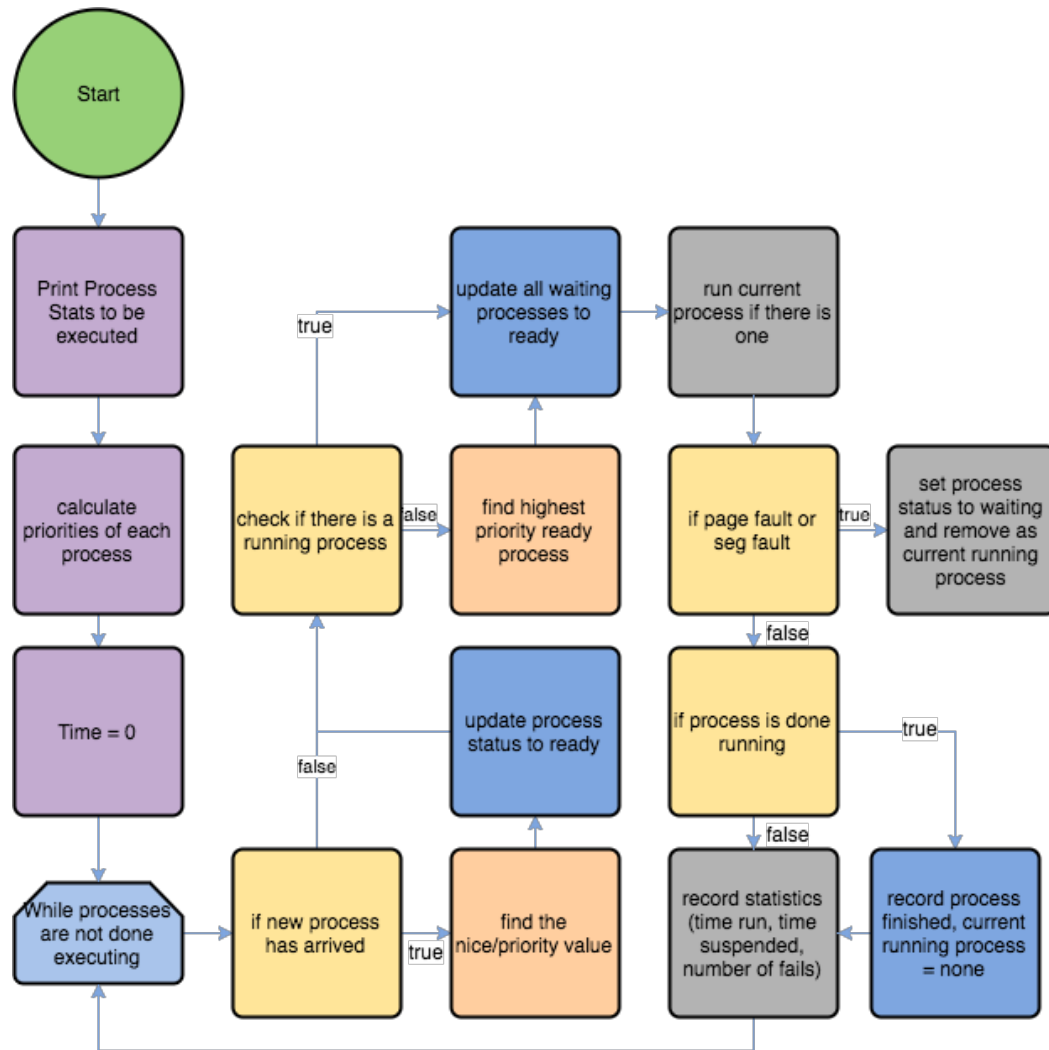 Start
Print Process
Stats to be
executed
calculate
priorities of each
process
Time = 0
While processes
are not done
executing
if new process
has arrived
true
find the
nice/priority value
update process
status to ready
false
check if there is a
running process
false
find highest
priority ready
process
true
update all waiting
processes to
ready
run current
process if there is
one
if page fault or
seg fault
true
set process
status to waiting
and remove as
current running
process
false
if process is done
running
true
record process
finished, current
running process
= none
false
record statistics
(time run, time
suspended,
number of fails)